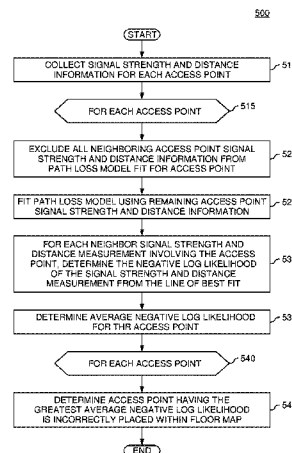 500
START
COLLECT SIGNAL STRENGTH AND DISTANCE
INFORMATION FOR EACH ACCESS POINT
51
FOR EACH ACCESS POINT
515
EXCLUDE ALL NEIGHBORING ACCESS POINT SIGNAL
STRENGTH AND DISTANCE INFORMATION FROM
PATH LOSS MODEL FIT FOR ACCESS POINT
52
FIT PATH LOSS MODEL USING REMAINING ACCESS POINT
SIGNAL STRENGTH AND DISTANCE INFORMATION
52
FOR EACH NEIGHBOR SIGNAL STRENGTH AND
DISTANCE MEASUREMENT INVOLVING THE ACCESS
POINT, DETERMINE THE NEGATIVE LOG LIKELIHOOD
OF THE SIGNAL STRENGTH AND DISTANCE
MEASUREMENT FROM THE LINE OF BEST FIT
53
DETERMINE AVERAGE NEGATIVE LOG LIKELIHOOD
FOR THR ACCESS POINT
53
FOR EACH ACCESS POINT
540
DETERMINE ACCESS POINT HAVING THE
GREATEST AVERAGE NEGATIVE LOG LIKELIHOOD
IS INCORRECTLY PLACED WITHIN FLOOR MAP
54
END